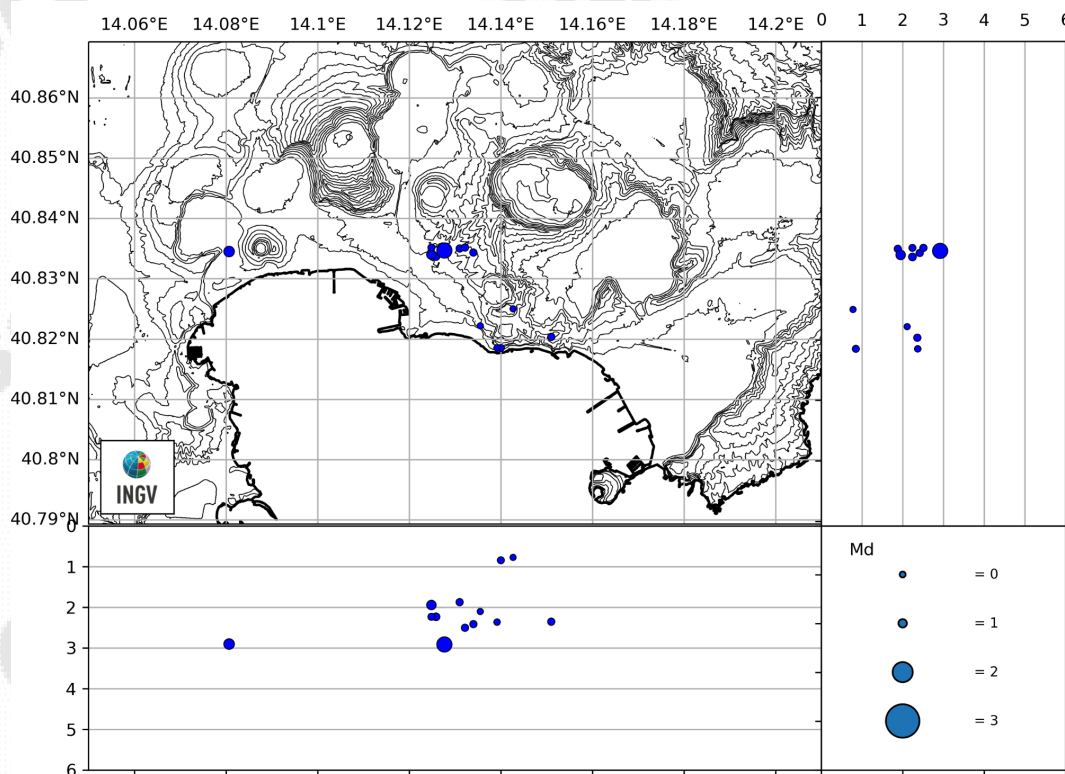 14.06°E 14.08°E 14.1°E 14.12°E 14.14°E 14.16°E 14.18°E 14.2°E 0 1 2 3 4 5 6
40.86°N
40.85°N
40.84°N
40.83°N
40.82°N
40.81°N
40.8°N
40.79°N
INGV
0
1
2
3
4
5
6
Md
= 0
= 1
= 2
= 3